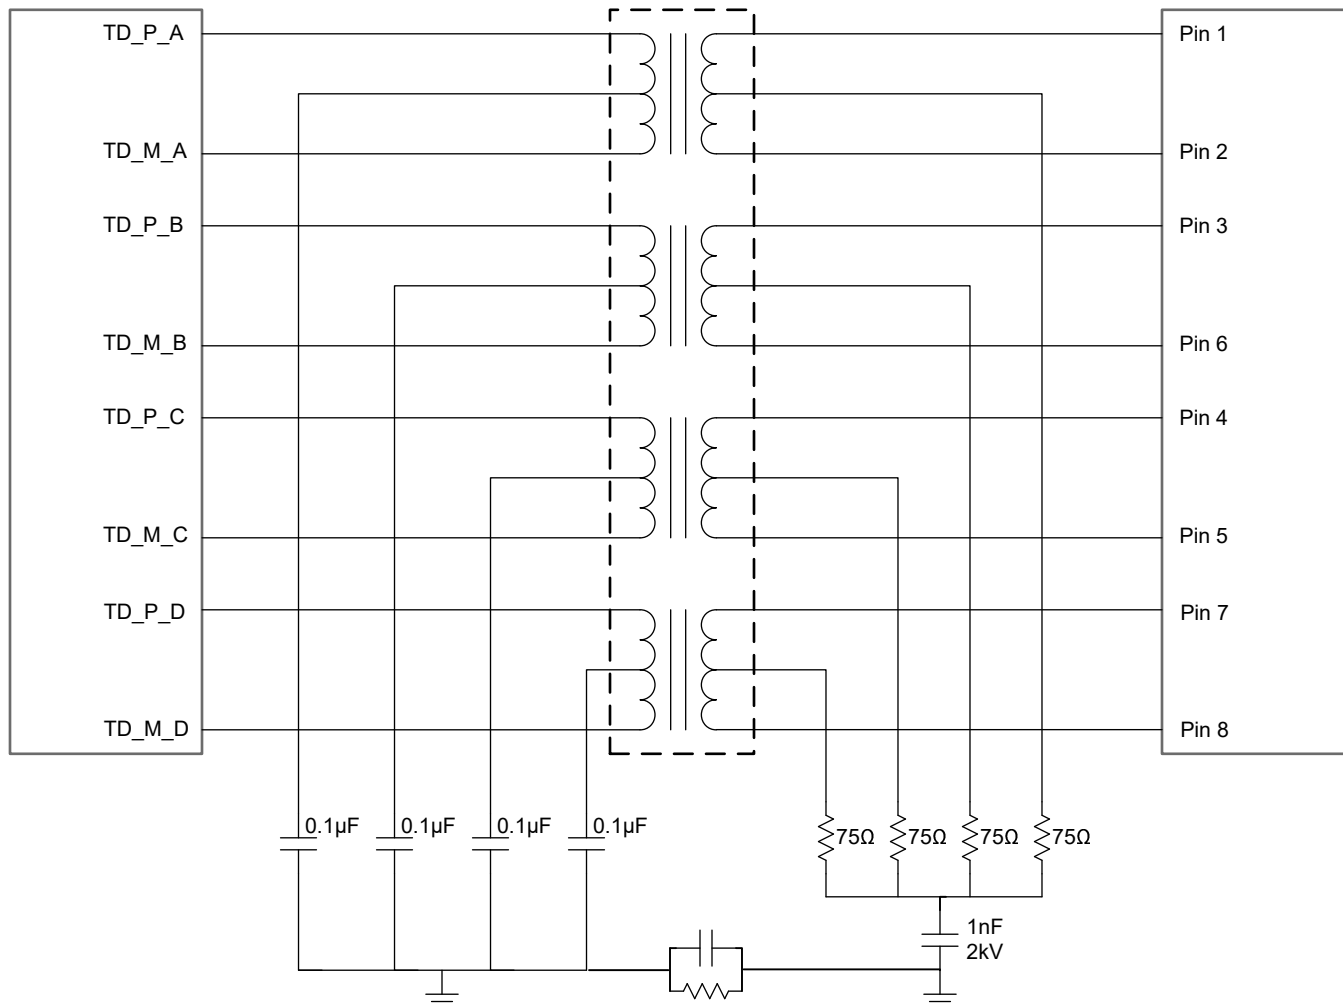 TD_P_A
Pin 1
TD_M_A
Pin 2
TD_P_B
Pin 3
TD_M_B
Pin 6
TD_P_C
Pin 4
TD_M_C
Pin 5
TD_P_D
Pin 7
TD_M_D
Pin 8
0.1µF
0.1µF
0.1µF
0.1µF
75Ω
75Ω
75Ω
75Ω
1nF
2kV